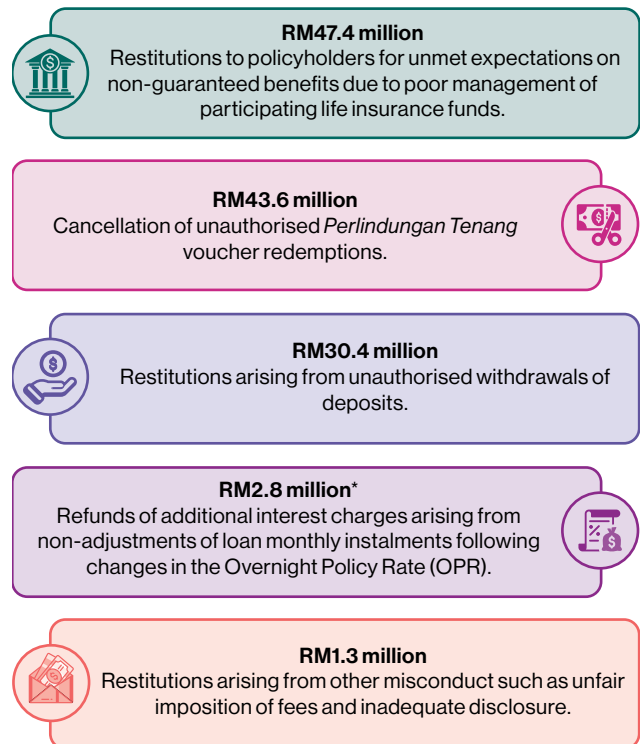 RM47.4 million
Restitutions to policyholders for unmet expectations on
non-guaranteed benefits due to poor management of
participating life insurance funds.
RM43.6 million
Cancellation of unauthorised Perlindungan Tenang
voucher redemptions.
RM30.4 million
Restitutions arising from unauthorised withdrawals of
deposits.
RM2.8 million*
Refunds of additional interest charges arising from
non-adjustments of loan monthly instalments following
changes in the Overnight Policy Rate (OPR).
RM1.3 million
Restitutions arising from other misconduct such as unfair
imposition of fees and inadequate disclosure.